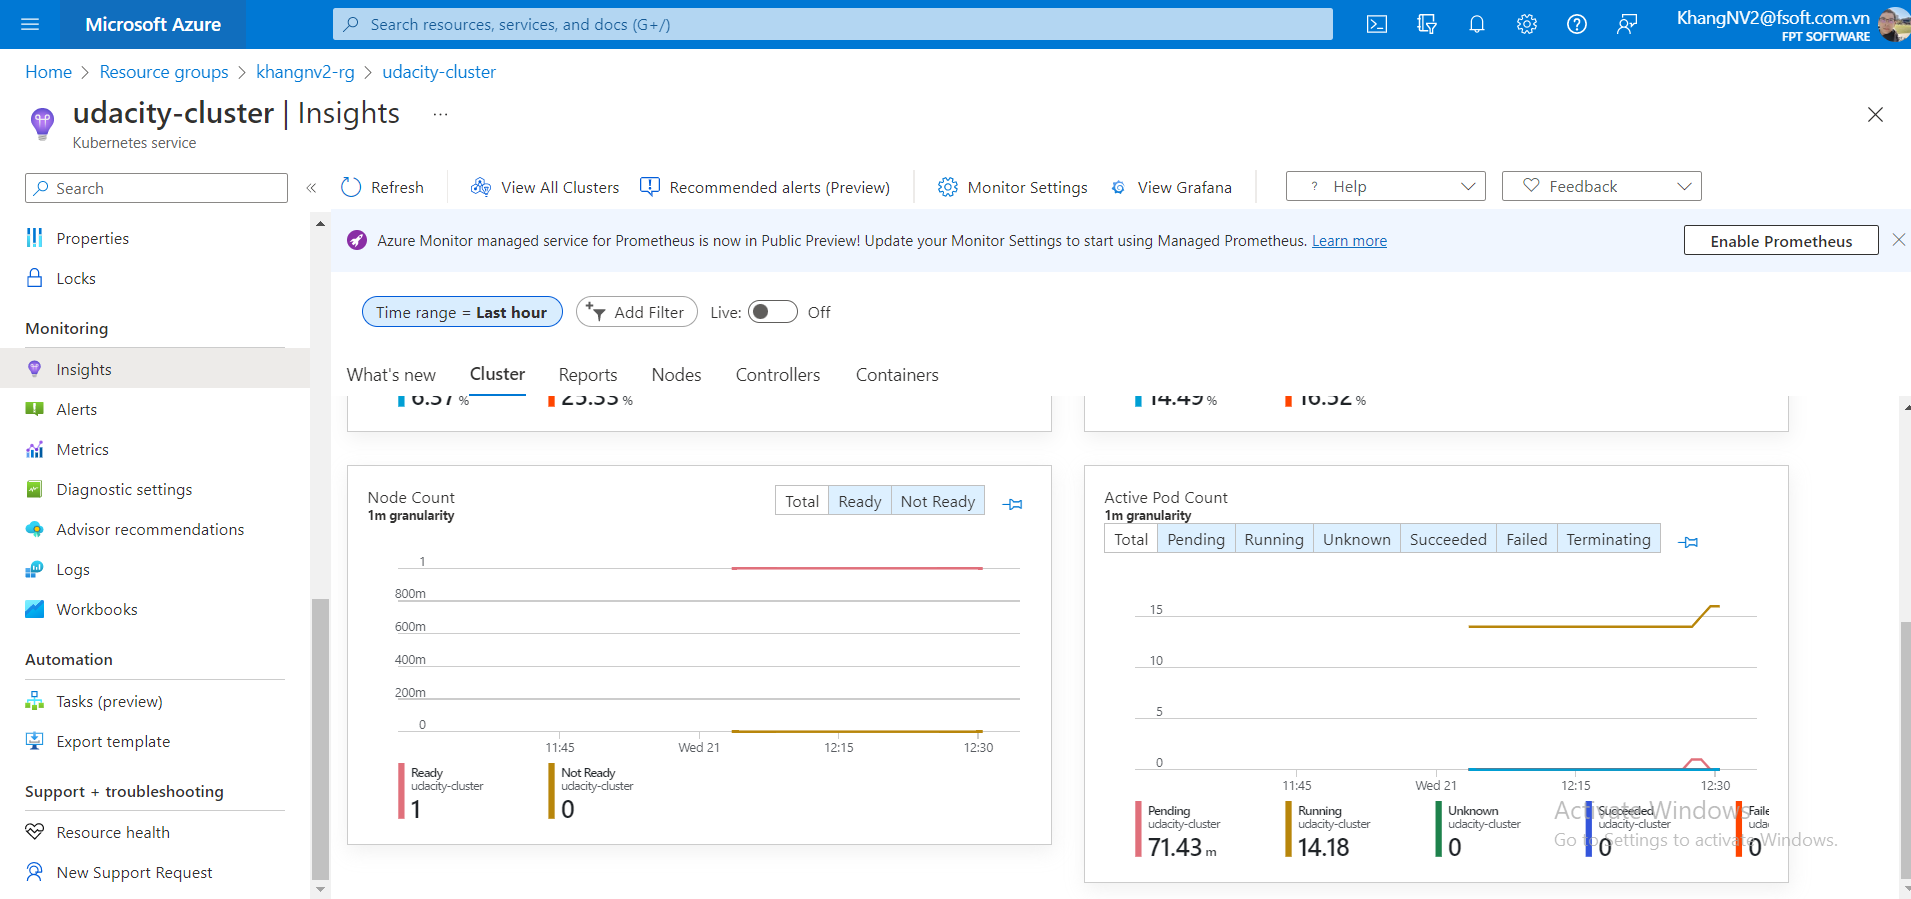 Microsoft Azure
Search resources, services, and docs (G+/)
KhangNV2@fsoft.com.vn
FPT SOFTWARE
Home > Resource groups > khangnv2-rg > udacity-cluster
udacity-cluster | Insights ...
Kubernetes service
Search
«
Properties
Locks
Monitoring
Insights
Alerts
Metrics
Diagnostic settings
Advisor recommendations
Logs
Workbooks
Automation
Tasks (preview)
Export template
Support + troubleshooting
Resource health
New Support Request
Refresh
View All Clusters
Recommended alerts (Preview)
Monitor Settings
View Grafana
? Help
Feedback
Azure Monitor managed service for Prometheus is now in Public Preview! Update your Monitor Settings to start using Managed Prometheus. Learn more
Enable Prometheus
Time range = Last hour
Add Filter
Live:
Off
What's new Cluster Reports Nodes Controllers Containers
6.37 %
25.33 %
14.49 %
16.52 %
Node Count
1m granularity
Total Ready Not Ready
1
800m
600m
400m
200m
0
11:45 Wed 21 12:15 12:30
Ready
udacity-cluster
1
Not Ready
udacity-cluster
0
Active Pod Count
1m granularity
Total Pending Running Unknown Succeeded Failed Terminating
15
10
5
0
11:45 Wed 21 12:15 12:30
Pending
udacity-cluster
71.43 m
Running
udacity-cluster
14.18
Unknown
udacity-cluster
0
Succeeded
udacity-cluster
0
Faile
udac
0
Activate Windows
Go to Settings to activate Windows.